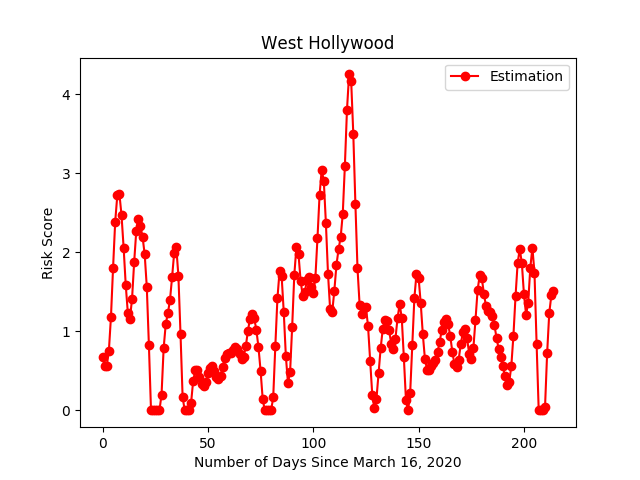 West Hollywood
Estimation
Risk Score
4
3
2
1
0
0 50 100 150 200
Number of Days Since March 16, 2020